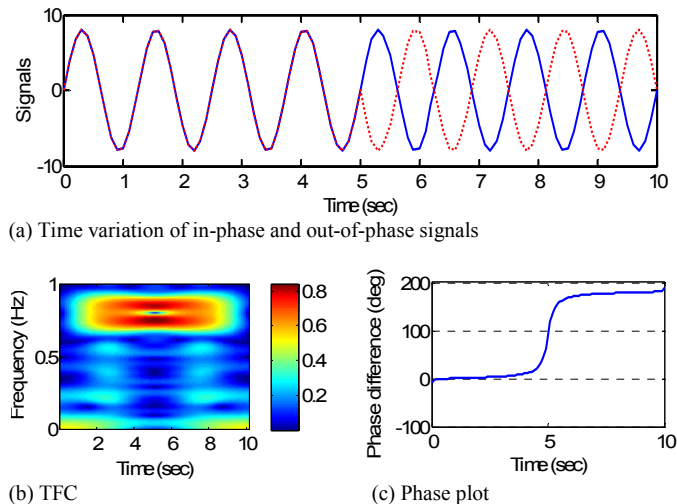 10
Signals
0
-10
0 1 2 3 4 5 6 7 8 9 10
Time (sec)
(a) Time variation of in-phase and out-of-phase signals
1
Frequency (Hz)
0.5
0
2 4 6 8 10
Time (sec)
0.8
0.6
0.4
0.2
(b) TFC
200
Phase difference (deg)
100
0
-100
0 5 10
Time (sec)
(c) Phase plot